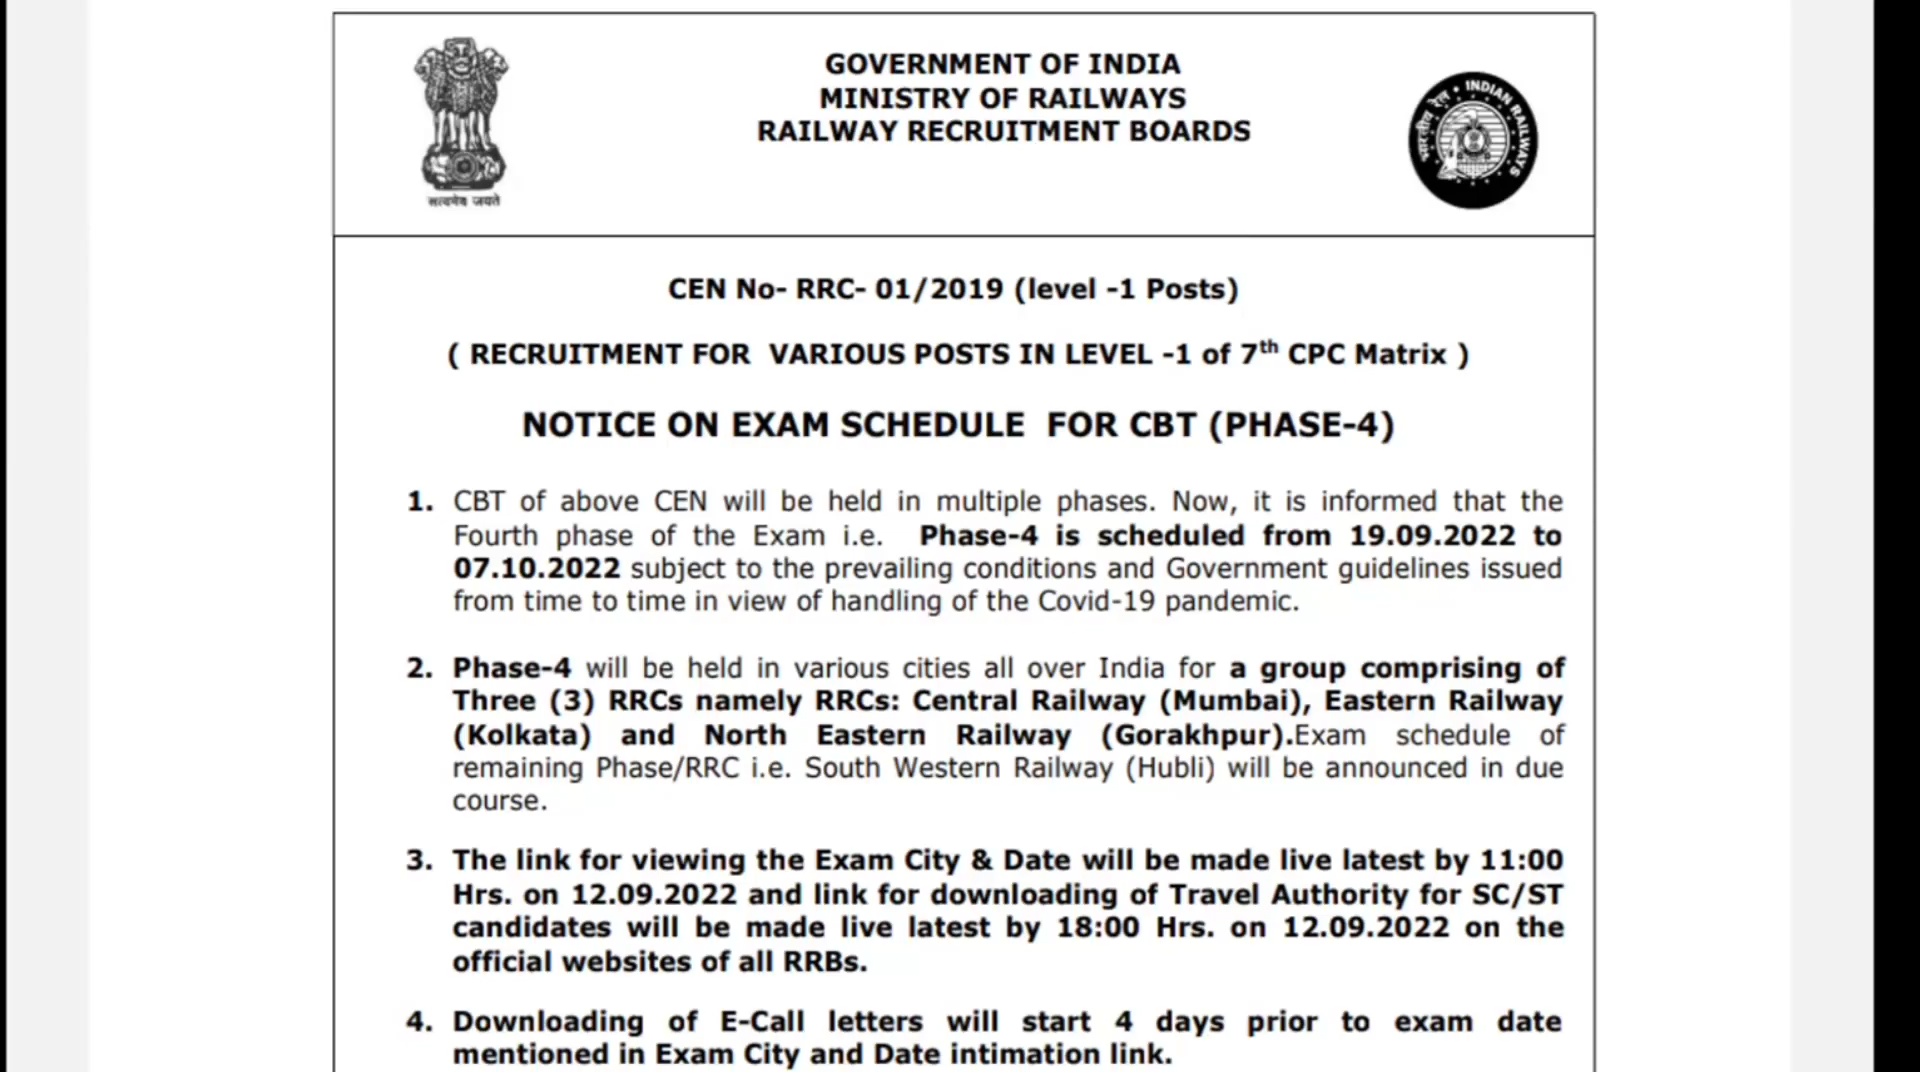 GOVERNMENT OF INDIA
MINISTRY OF RAILWAYS
RAILWAY RECRUITMENT BOARDS
सत्यमेव जयते
भारतीय रेल • INDIAN RAILWAYS
CEN No- RRC- 01/2019 (level -1 Posts)
( RECRUITMENT FOR VARIOUS POSTS IN LEVEL -1 of 7th CPC Matrix )
NOTICE ON EXAM SCHEDULE FOR CBT (PHASE-4)
1. CBT of above CEN will be held in multiple phases. Now, it is informed that the
Fourth phase of the Exam i.e. Phase-4 is scheduled from 19.09.2022 to
07.10.2022 subject to the prevailing conditions and Government guidelines issued
from time to time in view of handling of the Covid-19 pandemic.
2. Phase-4 will be held in various cities all over India for a group comprising of
Three (3) RRCs namely RRCs: Central Railway (Mumbai), Eastern Railway
(Kolkata) and North Eastern Railway (Gorakhpur).Exam schedule of
remaining Phase/RRC i.e. South Western Railway (Hubli) will be announced in due
course.
3. The link for viewing the Exam City & Date will be made live latest by 11:00
Hrs. on 12.09.2022 and link for downloading of Travel Authority for SC/ST
candidates will be made live latest by 18:00 Hrs. on 12.09.2022 on the
official websites of all RRBs.
4. Downloading of E-Call letters will start 4 days prior to exam date
mentioned in Exam City and Date intimation link.